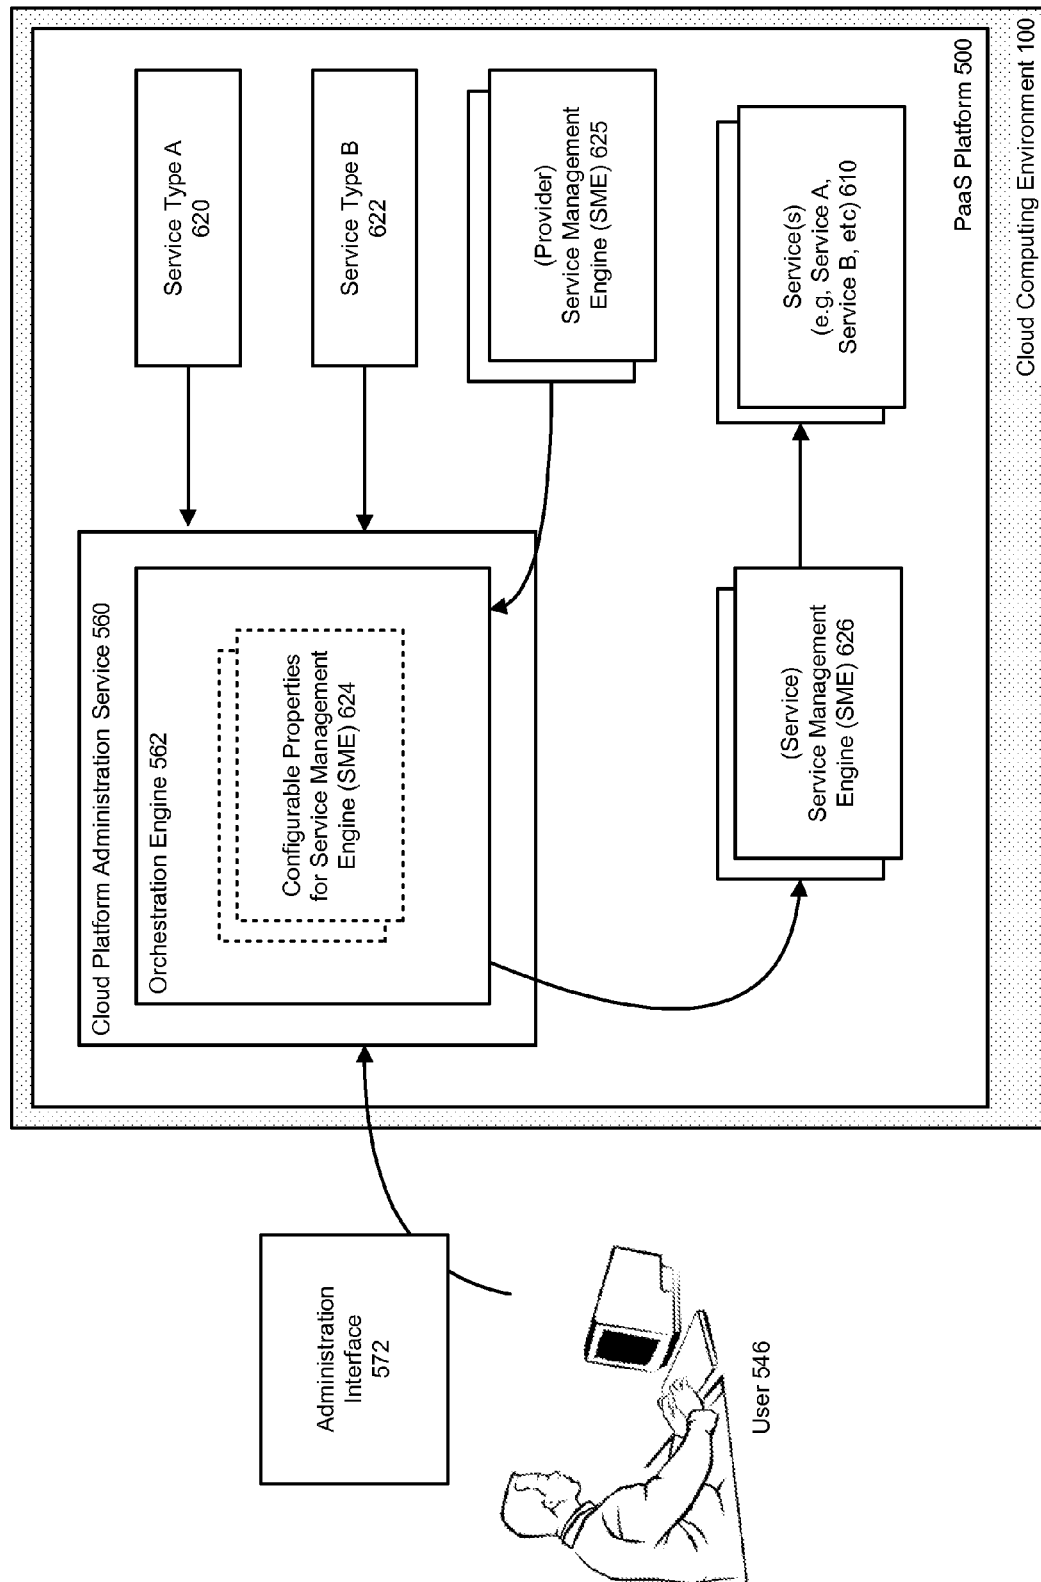 Cloud Platform Administration Service 560
Orchestration Engine 562
Configurable Properties
for Service Management
Engine (SME) 624
Service Type A
620
Service Type B
622
(Provider)
Service Management
Engine (SME) 625
Administration
Interface
572
User 546
(Service)
Service Management
Engine (SME) 626
Service(s)
(e.g, Service A,
Service B, etc) 610
PaaS Platform 500
Cloud Computing Environment 100